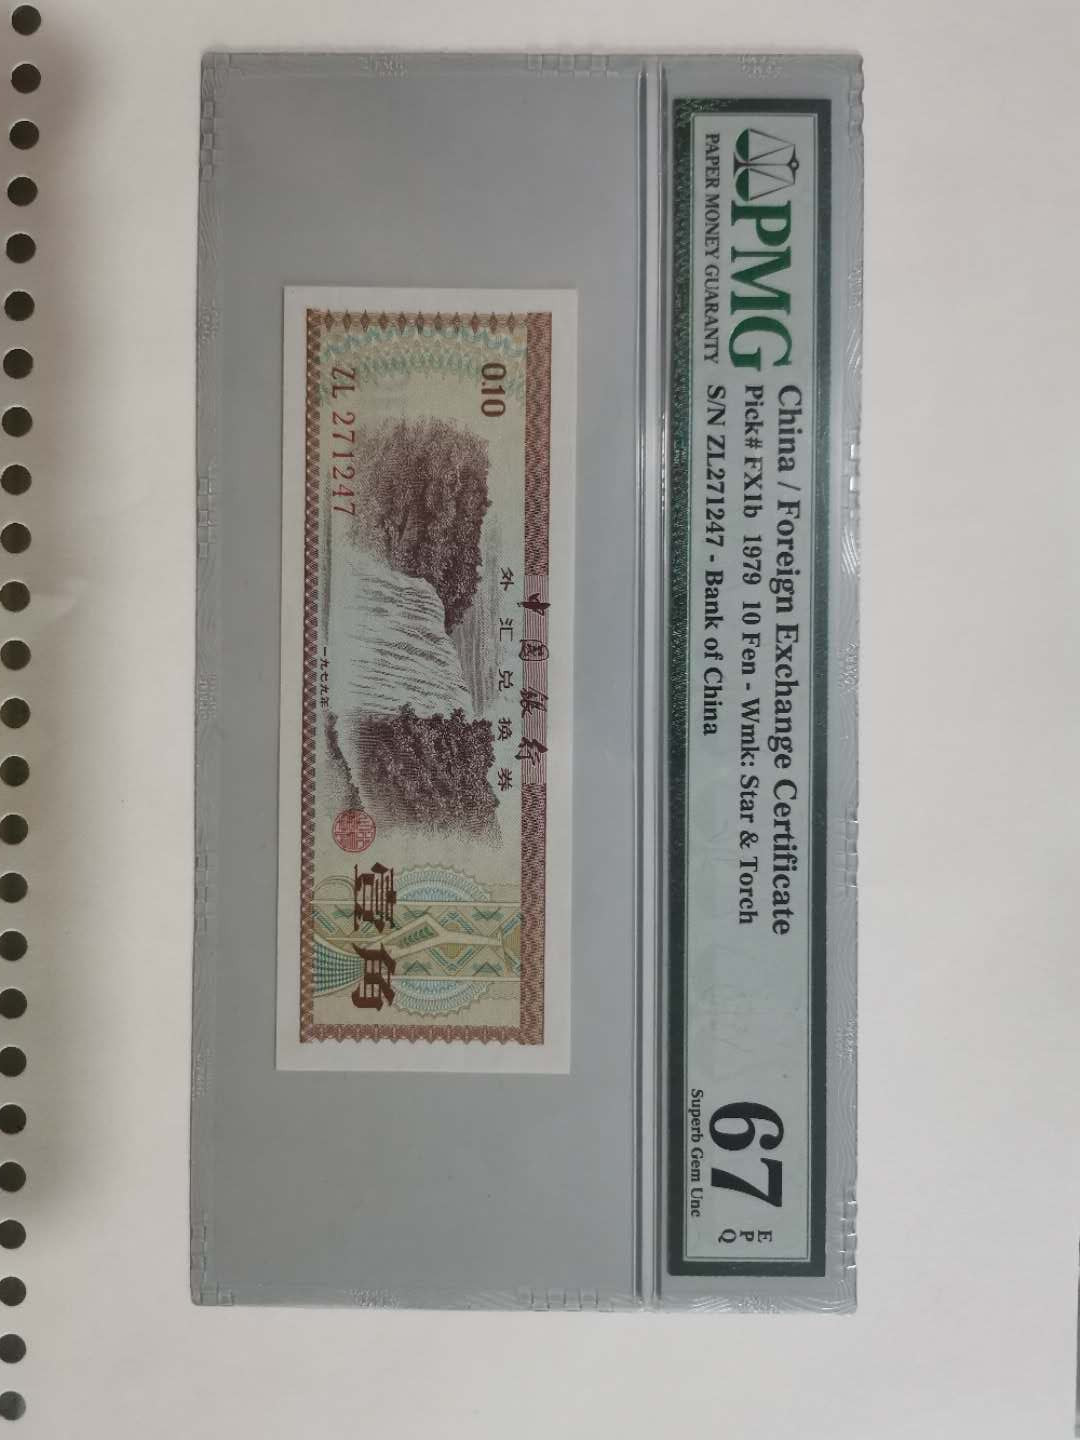 PMG
PAPER MONEY GUARANTY
China / Foreign Exchange Certificate
Pick# FX1b 1979 10 Fen - Wmk: Star & Torch
S/N ZL271247 - Bank of China
67
EPQ
Superb Gem Unc
中国银行
外汇兑换券
0.10
ZL 271247
一九七九年
壹角